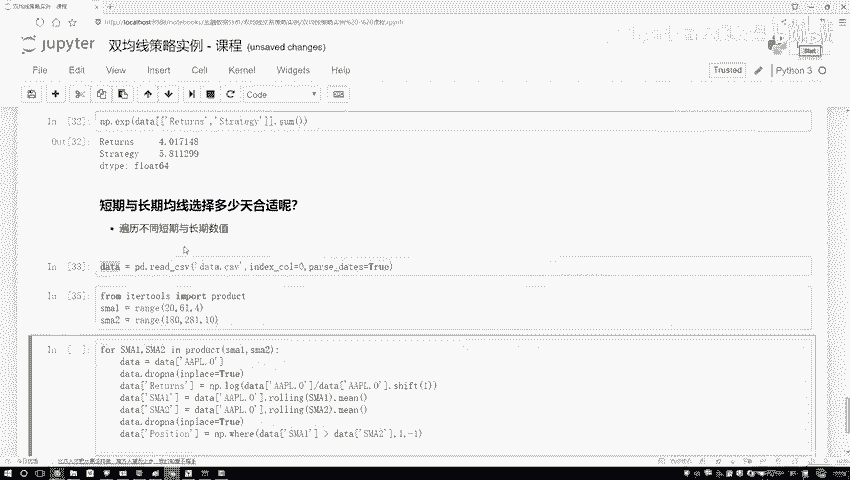 双均线策略实例 - 课程
jupyter 双均线策略实例 - 课程 (unsaved changes)
Start
File Edit View Insert Cell Kernel Widgets Help
Trusted Python 3
Code
In [32] np.exp(data[['Returns','Strategy']].sum())
Out[32]: Returns 4.017148
Strategy 5.811299
dtype: float64
短期与长期均线选择多少天合适呢?
遍历不同短期与长期数值
In [33] data = pd.read_csv('data.csv',index_col=0,parse_dates=True)
In [35] from itertools import product
sma1 = range(20,61,4)
sma2 = range(180,281,10)
In [ ] for SMA1,SMA2 in product(sma1,sma2):
data = data['AAPL.O']
data.dropna(inplace=True)
data['Returns'] = np.log(data['AAPL.O']/data['AAPL.O'].shift(1))
data['SMA1'] = data['AAPL.O'].rolling(SMA1).mean()
data['SMA2'] = data['AAPL.O'].rolling(SMA2).mean()
data.dropna(inplace=True)
data['Position'] = np.where(data['SMA1'] > data['SMA2'],1,-1)